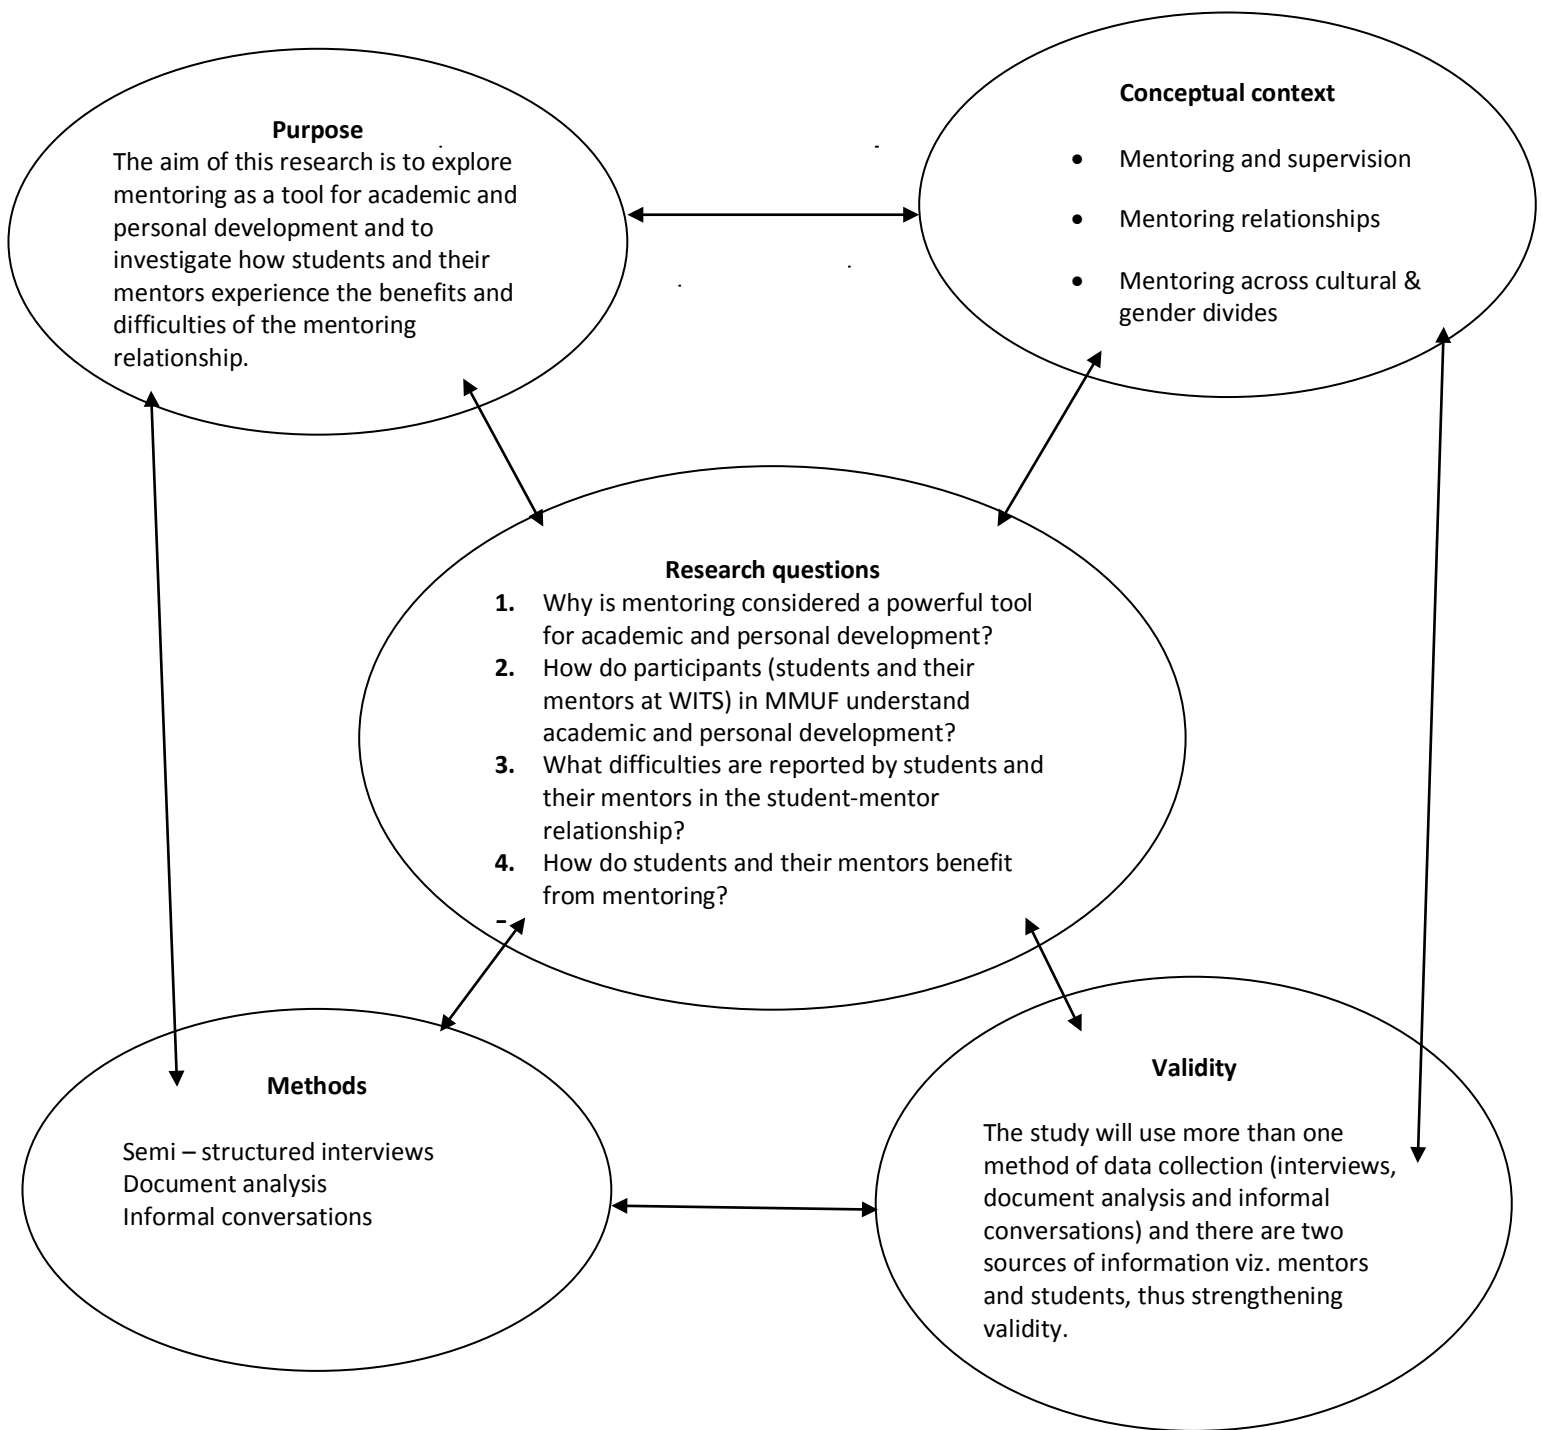 Purpose
The aim of this research is to explore
mentoring as a tool for academic and
personal development and to
investigate how students and their
mentors experience the benefits and
difficulties of the mentoring
relationship.
Conceptual context
• Mentoring and supervision
• Mentoring relationships
• Mentoring across cultural &
gender divides
Research questions
1. Why is mentoring considered a powerful tool
for academic and personal development?
2. How do participants (students and their
mentors at WITS) in MMUF understand
academic and personal development?
3. What difficulties are reported by students and
their mentors in the student-mentor
relationship?
4. How do students and their mentors benefit
from mentoring?
Methods
Semi – structured interviews
Document analysis
Informal conversations
Validity
The study will use more than one
method of data collection (interviews,
document analysis and informal
conversations) and there are two
sources of information viz. mentors
and students, thus strengthening
validity.